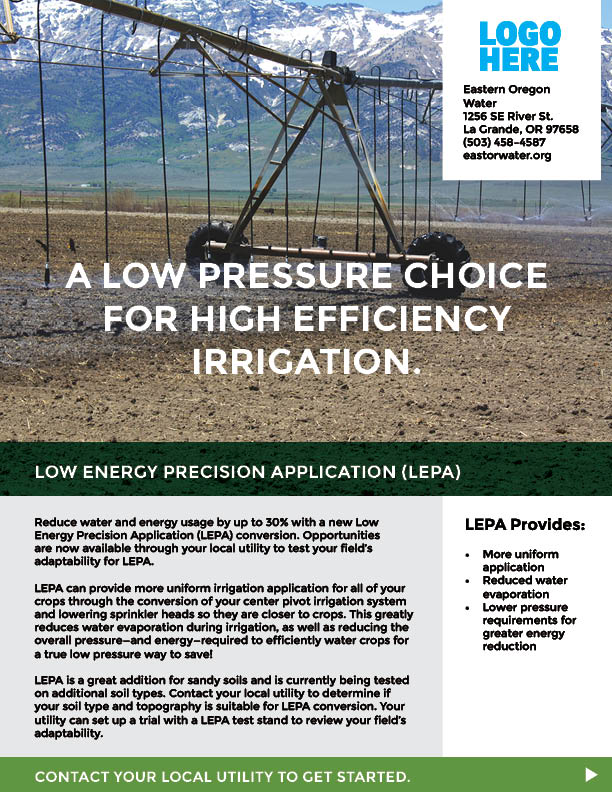 LOGO
HERE
Eastern Oregon
Water
1256 SE River St.
La Grande, OR 97658
(503) 458-4587
eastorwater.org
A LOW PRESSURE CHOICE
FOR HIGH EFFICIENCY
IRRIGATION.
LOW ENERGY PRECISION APPLICATION (LEPA)
Reduce water and energy usage by up to 30% with a new Low
Energy Precision Application (LEPA) conversion. Opportunities
are now available through your local utility to test your field's
adaptability for LEPA.
LEPA can provide more uniform irrigation application for all of your
crops through the conversion of your center pivot irrigation system
and lowering sprinkler heads so they are closer to crops. This greatly
reduces water evaporation during irrigation, as well as reducing the
overall pressure—and energy—required to efficiently water crops for
a true low pressure way to save!
LEPA is a great addition for sandy soils and is currently being tested
on additional soil types. Contact your local utility to determine if
your soil type and topography is suitable for LEPA conversion. Your
utility can set up a trial with a LEPA test stand to review your field's
adaptability.
LEPA Provides:
• More uniform
application
• Reduced water
evaporation
• Lower pressure
requirements for
greater energy
reduction
CONTACT YOUR LOCAL UTILITY TO GET STARTED.